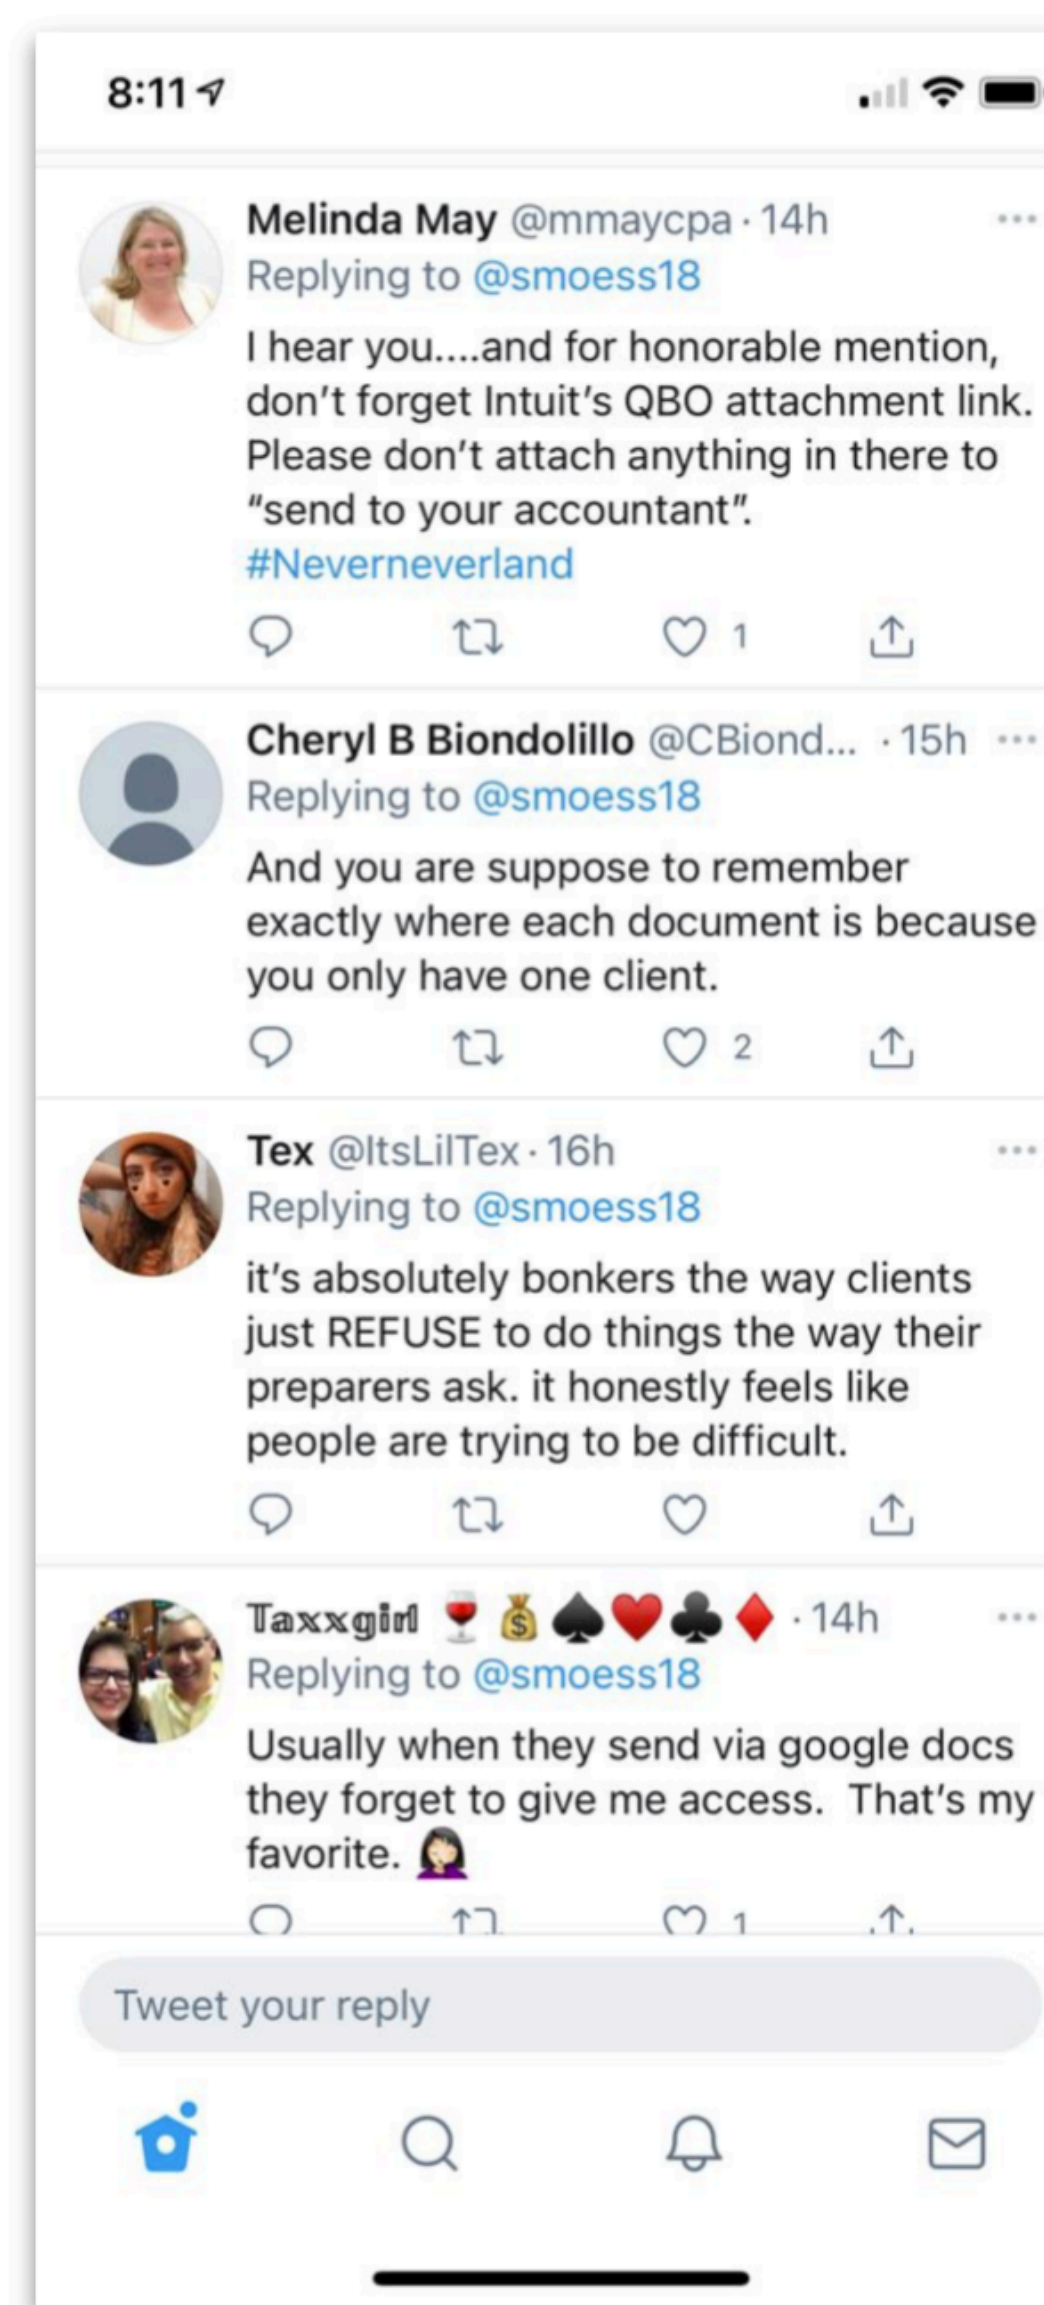 8:11
Melinda May @mmaycpa · 14h
Replying to @smoess18
I hear you....and for honorable mention,
don't forget Intuit's QBO attachment link.
Please don't attach anything in there to
“send to your accountant”.
#Neverneverland
1
Cheryl B Biondolillo @CBiond... · 15h
Replying to @smoess18
And you are suppose to remember
exactly where each document is because
you only have one client.
2
Tex @ItsLilTex · 16h
Replying to @smoess18
it's absolutely bonkers the way clients
just REFUSE to do things the way their
preparers ask. it honestly feels like
people are trying to be difficult.
𝕋𝕒𝕩𝕩𝕘𝕚𝕣𝕝 🍷 💰 ♠️ ♥️ ♣️ ♦️ · 14h
Replying to @smoess18
Usually when they send via google docs
they forget to give me access.  That's my
favorite. 🤦🏻‍♀️
1
Tweet your reply